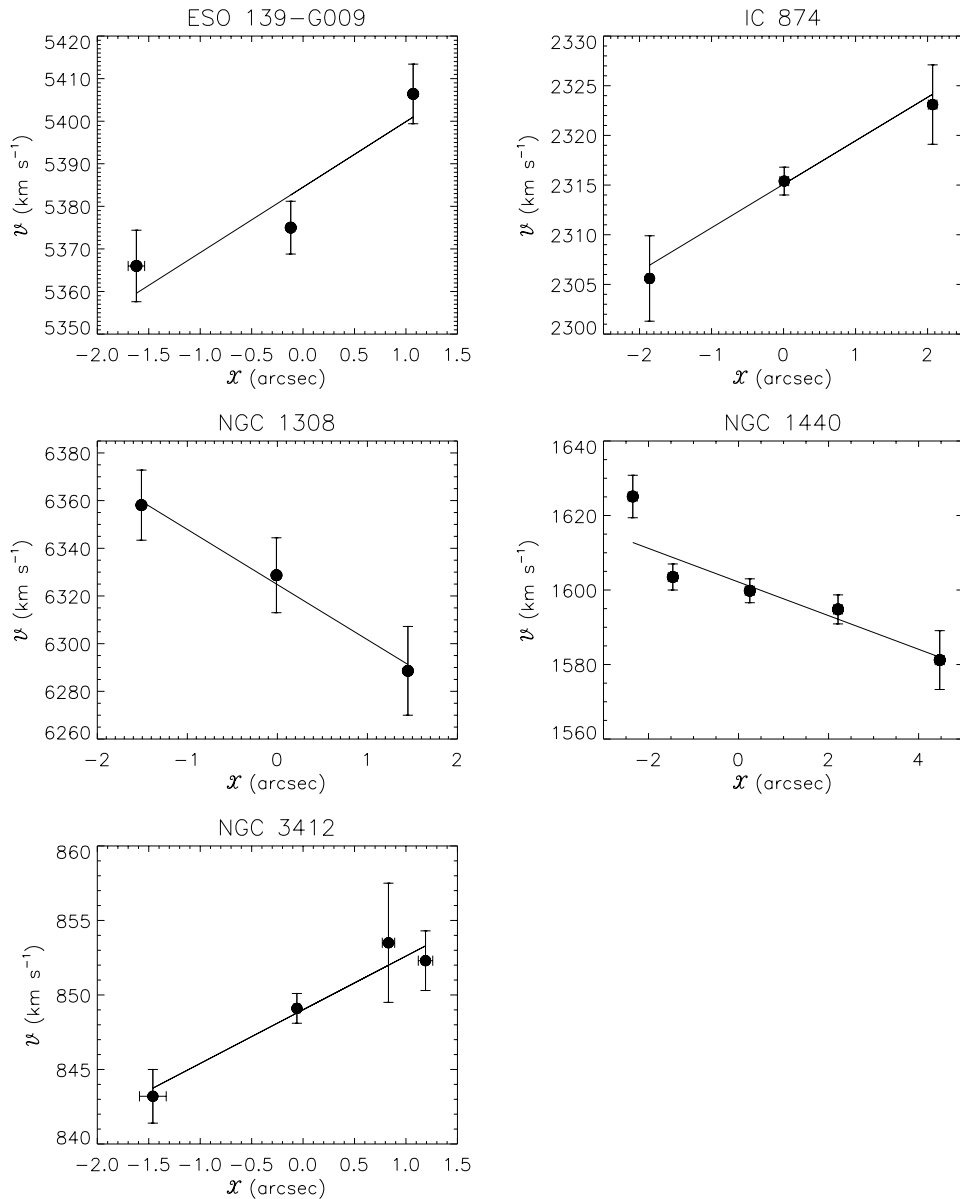 ESO 139-G009
5420
5410
5400
5390
5380
5370
5360
5350
v (km s⁻¹)
-2.0 -1.5 -1.0 -0.5 0.0 0.5 1.0 1.5
x (arcsec)
IC 874
2330
2325
2320
2315
2310
2305
2300
v (km s⁻¹)
-2 -1 0 1 2
x (arcsec)
NGC 1308
6380
6360
6340
6320
6300
6280
6260
v (km s⁻¹)
-2 -1 0 1 2
x (arcsec)
NGC 1440
1640
1620
1600
1580
1560
v (km s⁻¹)
-2 0 2 4
x (arcsec)
NGC 3412
860
855
850
845
840
v (km s⁻¹)
-2.0 -1.5 -1.0 -0.5 0.0 0.5 1.0 1.5
x (arcsec)